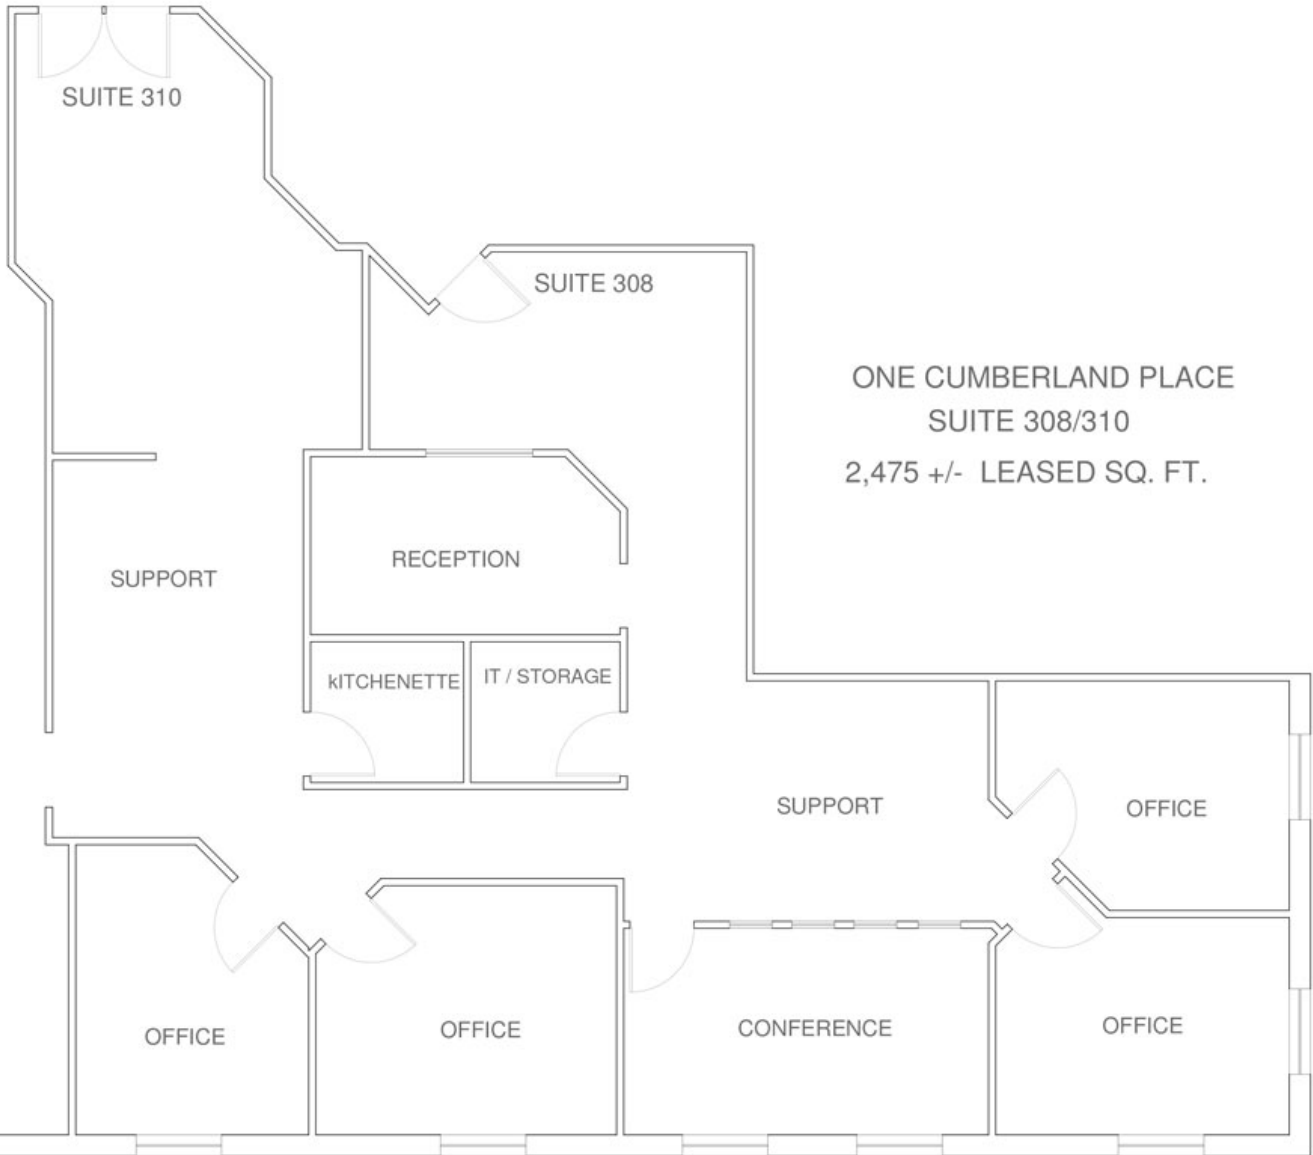 SUITE 310
SUITE 308
ONE CUMBERLAND PLACE
SUITE 308/310
2,475 +/- LEASED SQ. FT.
RECEPTION
SUPPORT
kITCHENETTE
IT / STORAGE
SUPPORT
OFFICE
OFFICE
OFFICE
CONFERENCE
OFFICE